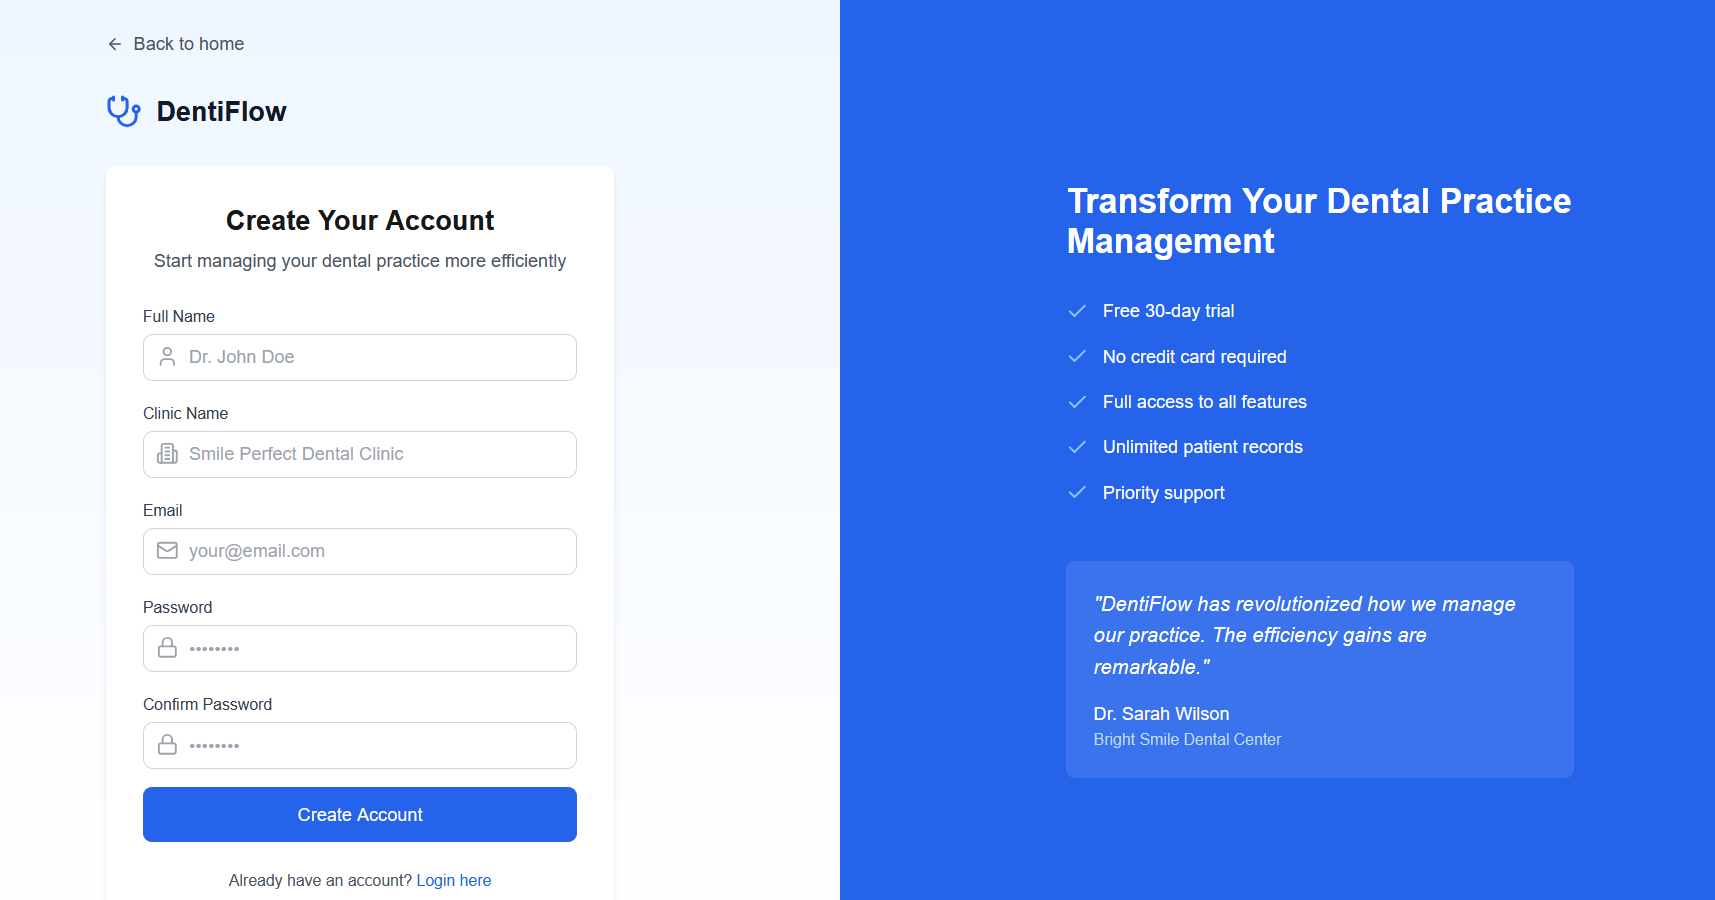 Back to home
DentiFlow
Create Your Account
Start managing your dental practice more efficiently
Full Name
Dr. John Doe
Clinic Name
Smile Perfect Dental Clinic
Email
your@email.com
Password
••••••••
Confirm Password
••••••••
Create Account
Already have an account? Login here
Transform Your Dental Practice
Management
Free 30-day trial
No credit card required
Full access to all features
Unlimited patient records
Priority support
"DentiFlow has revolutionized how we manage
our practice. The efficiency gains are
remarkable."
Dr. Sarah Wilson
Bright Smile Dental Center